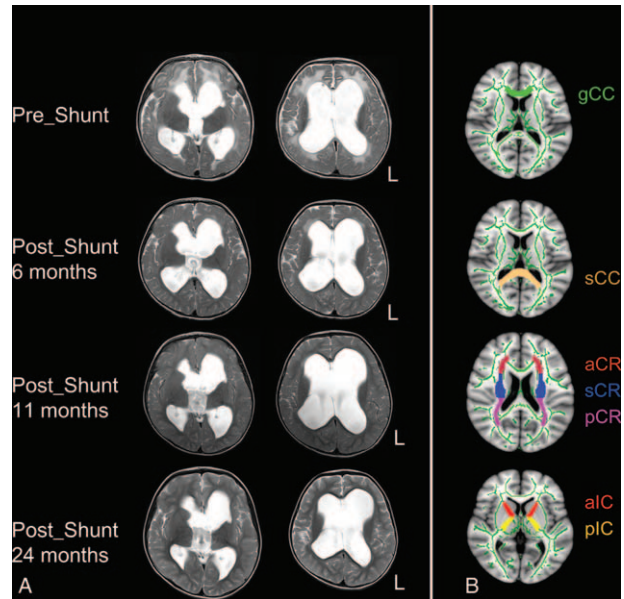 Pre_Shunt
L
Post_Shunt
6 months
L
Post_Shunt
11 months
L
Post_Shunt
24 months
L
A
gCC
sCC
aCR
sCR
pCR
aIC
pIC
B